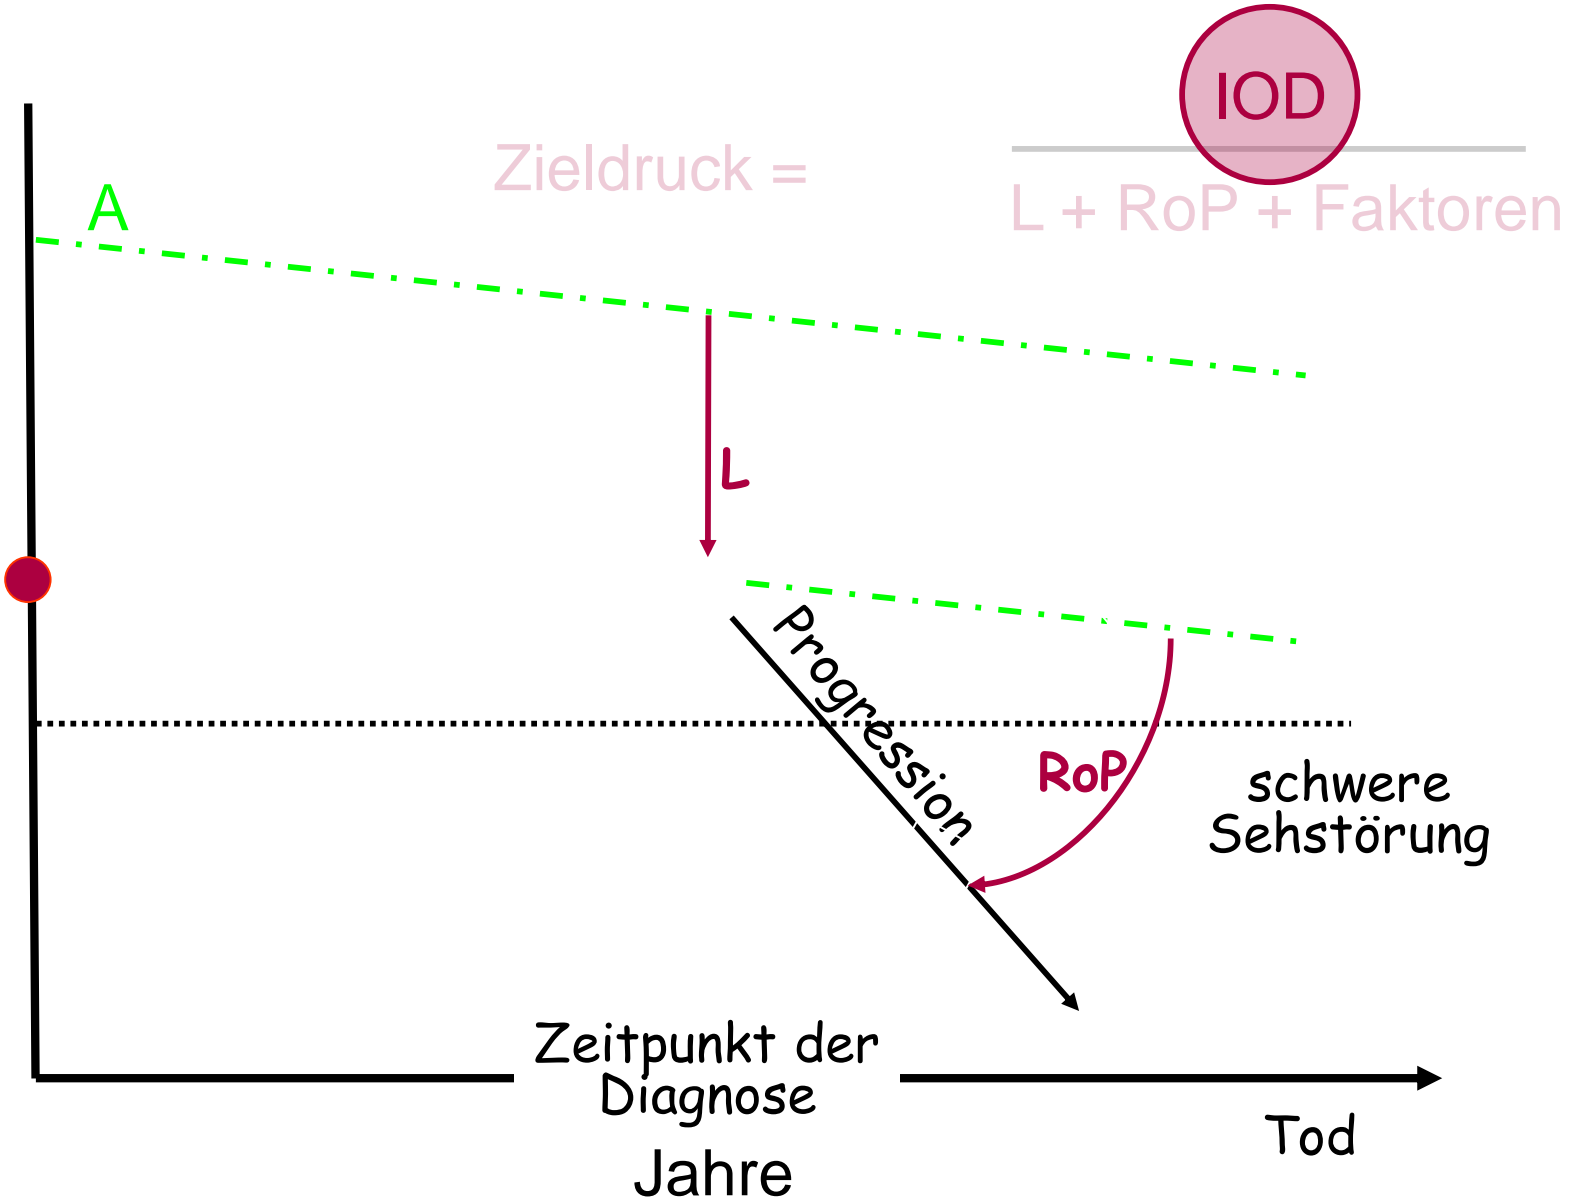 IOD
Zieldruck =
L + RoP + Faktoren
A
L
Progression
RoP
schwere
Sehstörung
Zeitpunkt der
Diagnose
Tod
Jahre